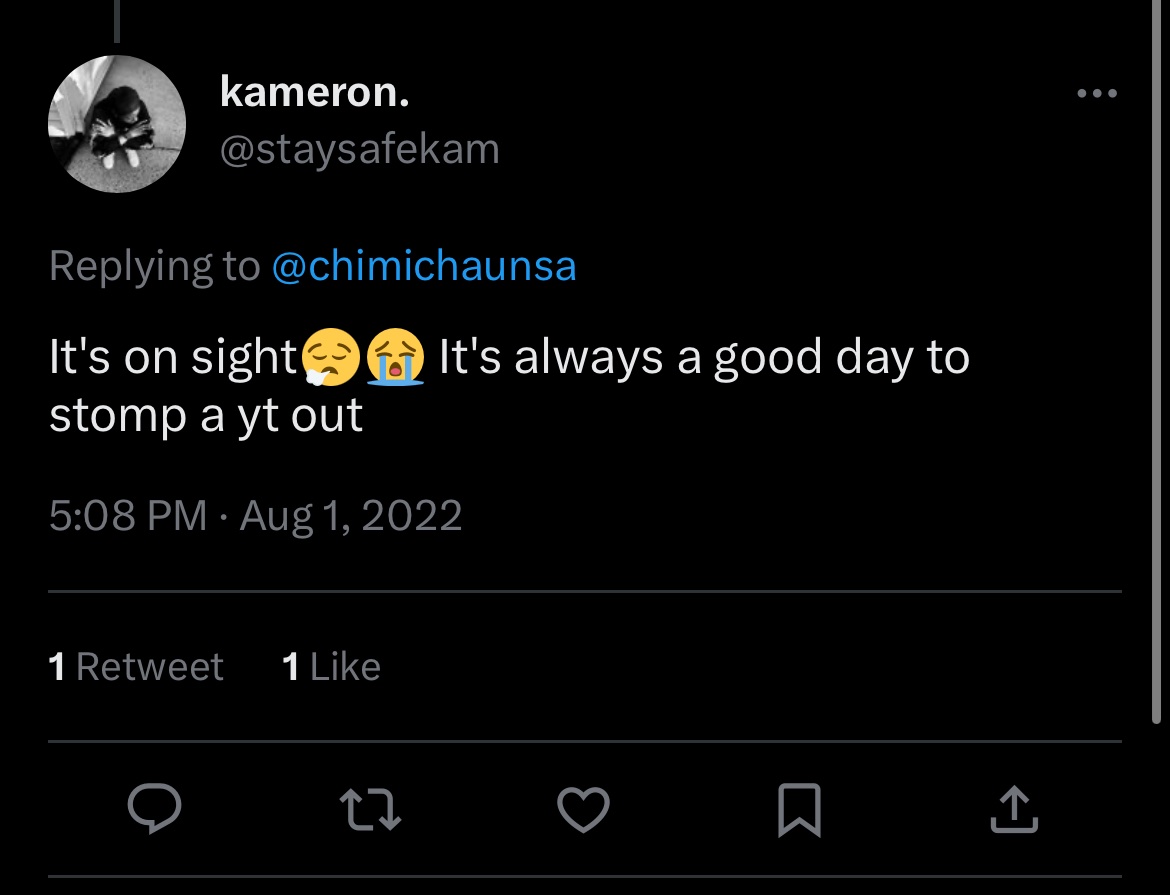 kameron.
@staysafekam
Replying to @chimichaunsa
It's on sight😮‍💨😭 It's always a good day to
stomp a yt out
5:08 PM · Aug 1, 2022
1 Retweet 1 Like